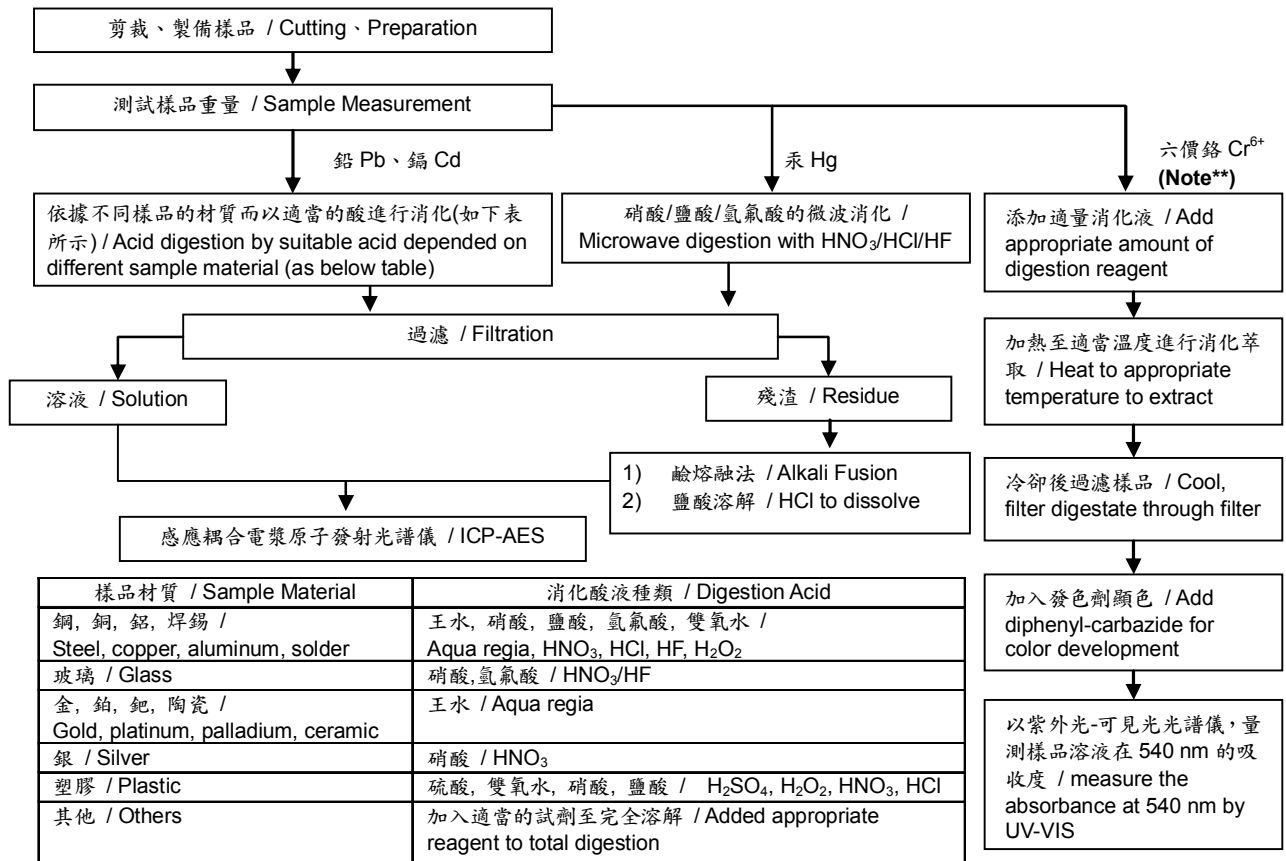 剪裁、製備樣品 / Cutting、Preparation
測試樣品重量 / Sample Measurement
鉛 Pb、鎘 Cd
汞 Hg
六價鉻 Cr6+
(Note**)
依據不同樣品的材質而以適當的酸進行消化(如下表
所示) / Acid digestion by suitable acid depended on
different sample material (as below table)
硝酸/鹽酸/氫氟酸的微波消化 /
Microwave digestion with HNO3/HCl/HF
添加適量消化液 / Add
appropriate amount of
digestion reagent
過濾 / Filtration
加熱至適當溫度進行消化萃
取 / Heat to appropriate
temperature to extract
溶液 / Solution
殘渣 / Residue
1) 鹼熔融法 / Alkali Fusion
2) 鹽酸溶解 / HCl to dissolve
冷卻後過濾樣品 / Cool,
filter digestate through filter
感應耦合電漿原子發射光譜儀 / ICP-AES
加入發色劑顯色 / Add
diphenyl-carbazide for
color development
以紫外光-可見光光譜儀,量
測樣品溶液在 540 nm 的吸
收度 / measure the
absorbance at 540 nm by
UV-VIS
樣品材質 / Sample Material 消化酸液種類 / Digestion Acid
鋼, 銅, 鋁, 焊錫 / 王水, 硝酸, 鹽酸, 氫氟酸, 雙氧水 /
Steel, copper, aluminum, solder Aqua regia, HNO3, HCl, HF, H2O2
玻璃 / Glass 硝酸,氫氟酸 / HNO3/HF
金, 鉑, 鈀, 陶瓷 / 王水 / Aqua regia
Gold, platinum, palladium, ceramic
銀 / Silver 硝酸 / HNO3
塑膠 / Plastic 硫酸, 雙氧水, 硝酸, 鹽酸 / H2SO4, H2O2, HNO3, HCl
其他 / Others 加入適當的試劑至完全溶解 / Added appropriate
reagent to total digestion